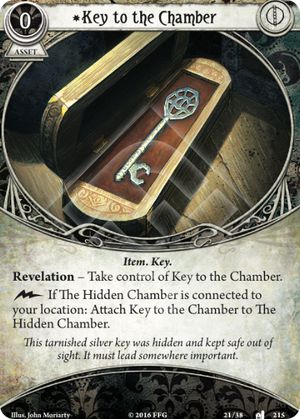 0
ASSET
*Key to the Chamber
Item. Key.
Revelation – Take control of Key to the Chamber.
If The Hidden Chamber is connected to
your location: Attach Key to the Chamber to The
Hidden Chamber.
This tarnished silver key was hidden and kept safe out of
sight. It must lead somewhere important.
Illus. John Moriarty
© 2016 FFG
21/38
215